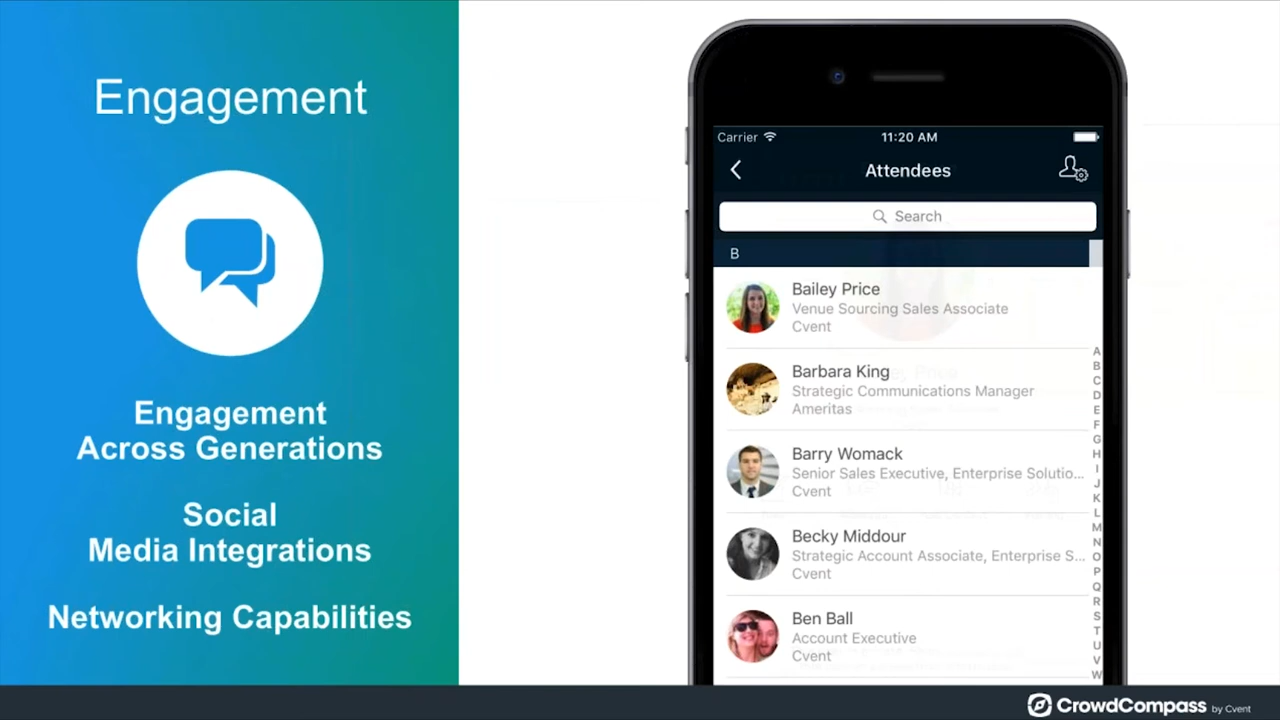 Engagement
Engagement
Across Generations
Social
Media Integrations
Networking Capabilities
Carrier
11:20 AM
Attendees
Search
B
Bailey Price
Venue Sourcing Sales Associate
Cvent
Barbara King
Strategic Communications Manager
Ameritas
Barry Womack
Senior Sales Executive, Enterprise Solutio...
Cvent
Becky Middour
Strategic Account Associate, Enterprise S...
Cvent
Ben Ball
Account Executive
Cvent
A
B
C
D
E
F
G
H
I
J
K
L
M
N
O
P
Q
R
S
T
U
V
W
CrowdCompass by Cvent